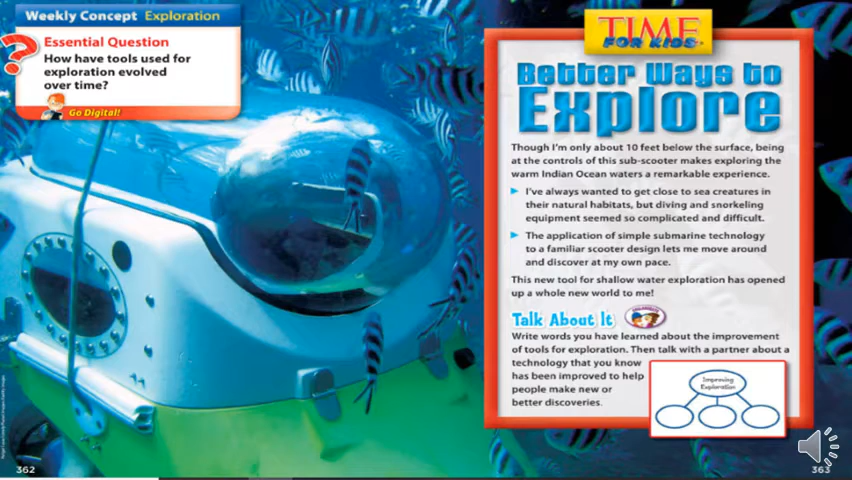 Weekly Concept Exploration
Essential Question
How have tools used for
exploration evolved
over time?
Go Digital!
362
TIME
FOR KIDS
Better Ways to
Explore
Though I'm only about 10 feet below the surface, being
at the controls of this sub-scooter makes exploring the
warm Indian Ocean waters a remarkable experience.
I've always wanted to get close to sea creatures in
their natural habitats, but diving and snorkeling
equipment seemed so complicated and difficult.
The application of simple submarine technology
to a familiar scooter design lets me move around
and discover at my own pace.
This new tool for shallow water exploration has opened
up a whole new world to me!
Talk About It
Write words you have learned about the improvement
of tools for exploration. Then talk with a partner about a
technology that you know
has been improved to help
people make new or
better discoveries.
Improving
Exploration
363